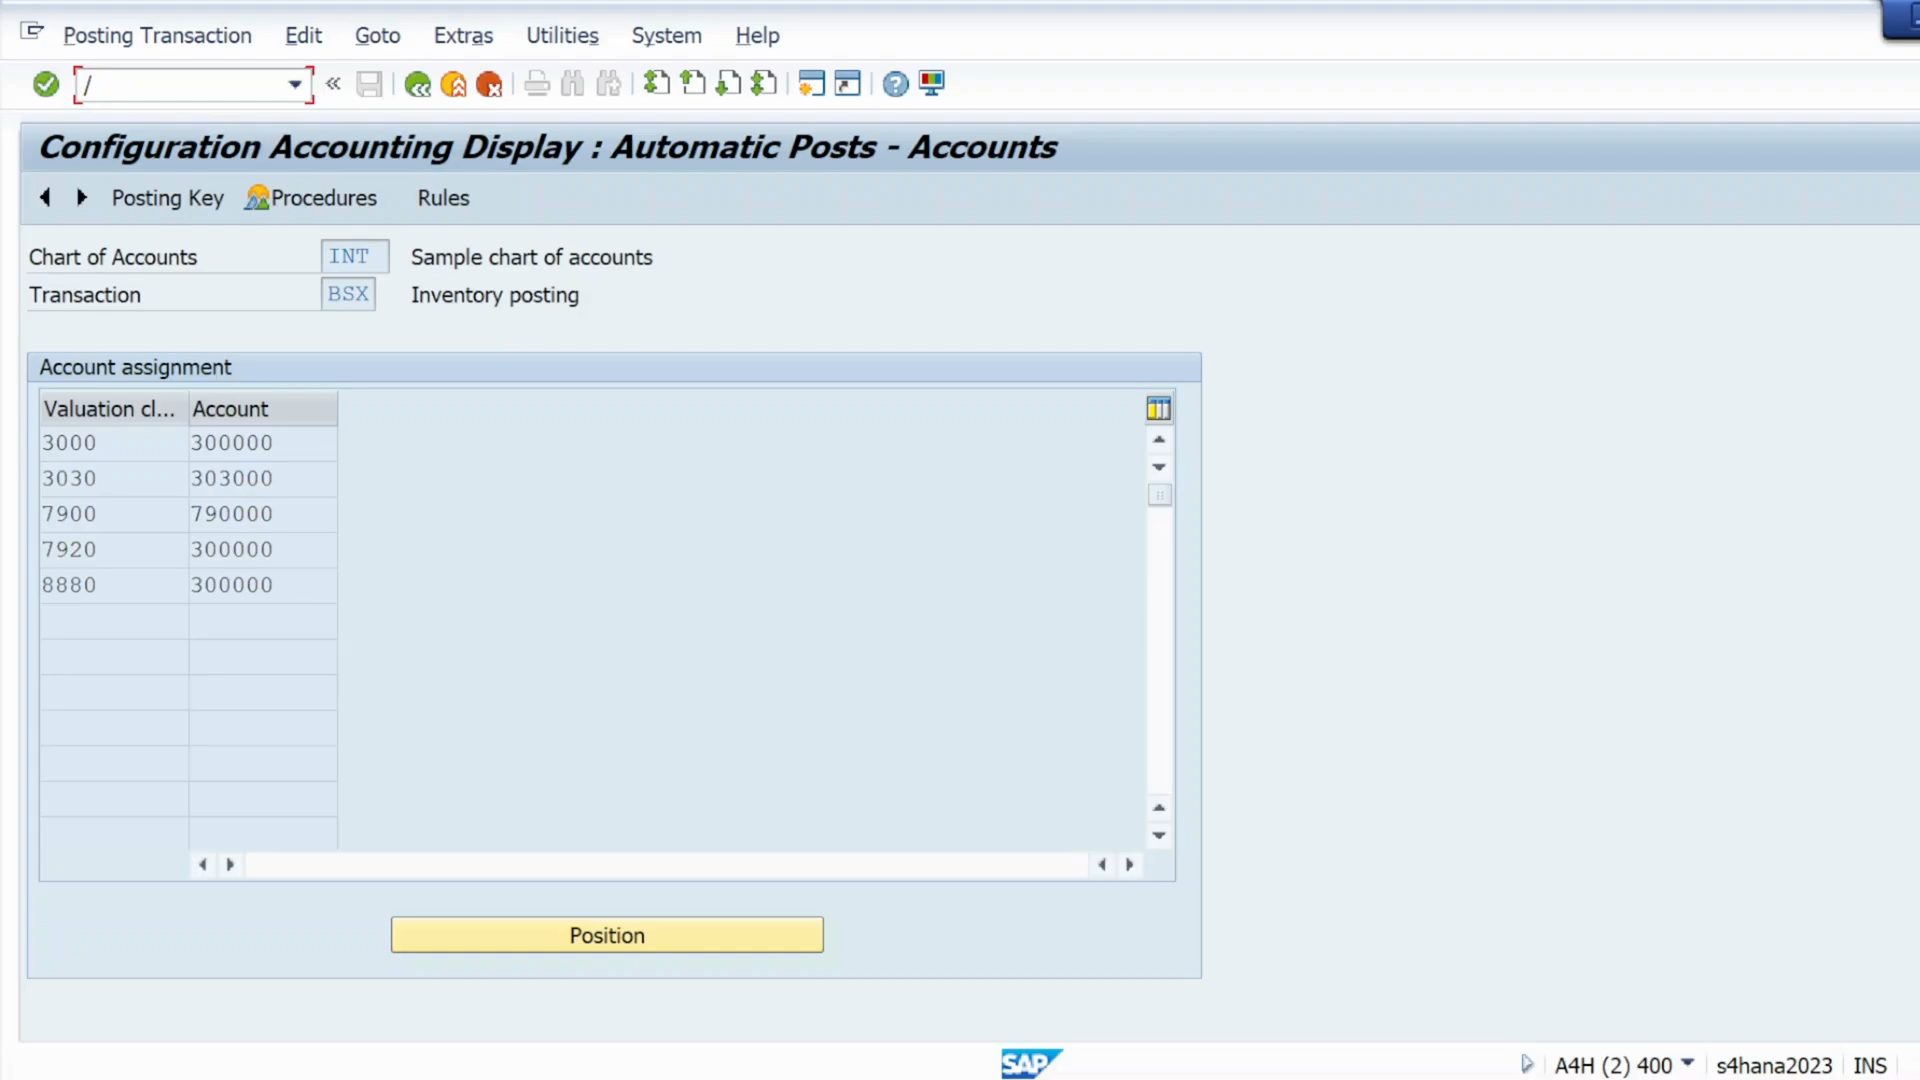 Posting Transaction Edit Goto Extras Utilities System Help
/
Configuration Accounting Display : Automatic Posts - Accounts
Posting Key Procedures Rules
Chart of Accounts INT Sample chart of accounts
Transaction BSX Inventory posting
Account assignment
Valuation cl... Account
3000 300000
3030 303000
7900 790000
7920 300000
8880 300000
Position
SAP A4H (2) 400 s4hana2023 INS